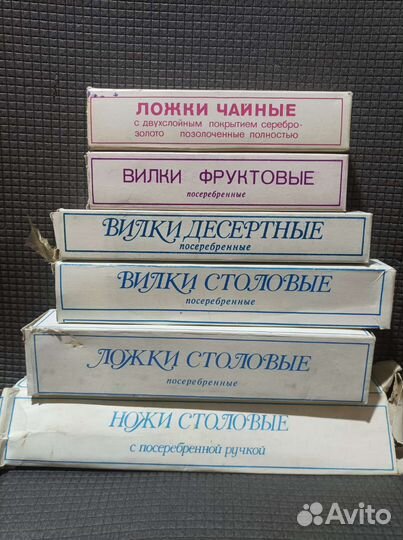 ЛОЖКИ ЧАЙНЫЕ
с двухслойным покрытием серебро-
золото позолоченные полностью
ВИЛКИ ФРУКТОВЫЕ
посеребренные
ВИЛКИ ДЕСЕРТНЫЕ
посеребренные
ВИЛКИ СТОЛОВЫЕ
посеребренные
ЛОЖКИ СТОЛОВЫЕ
посеребренные
НОЖИ СТОЛОВЫЕ
с посеребренной ручкой
Avito